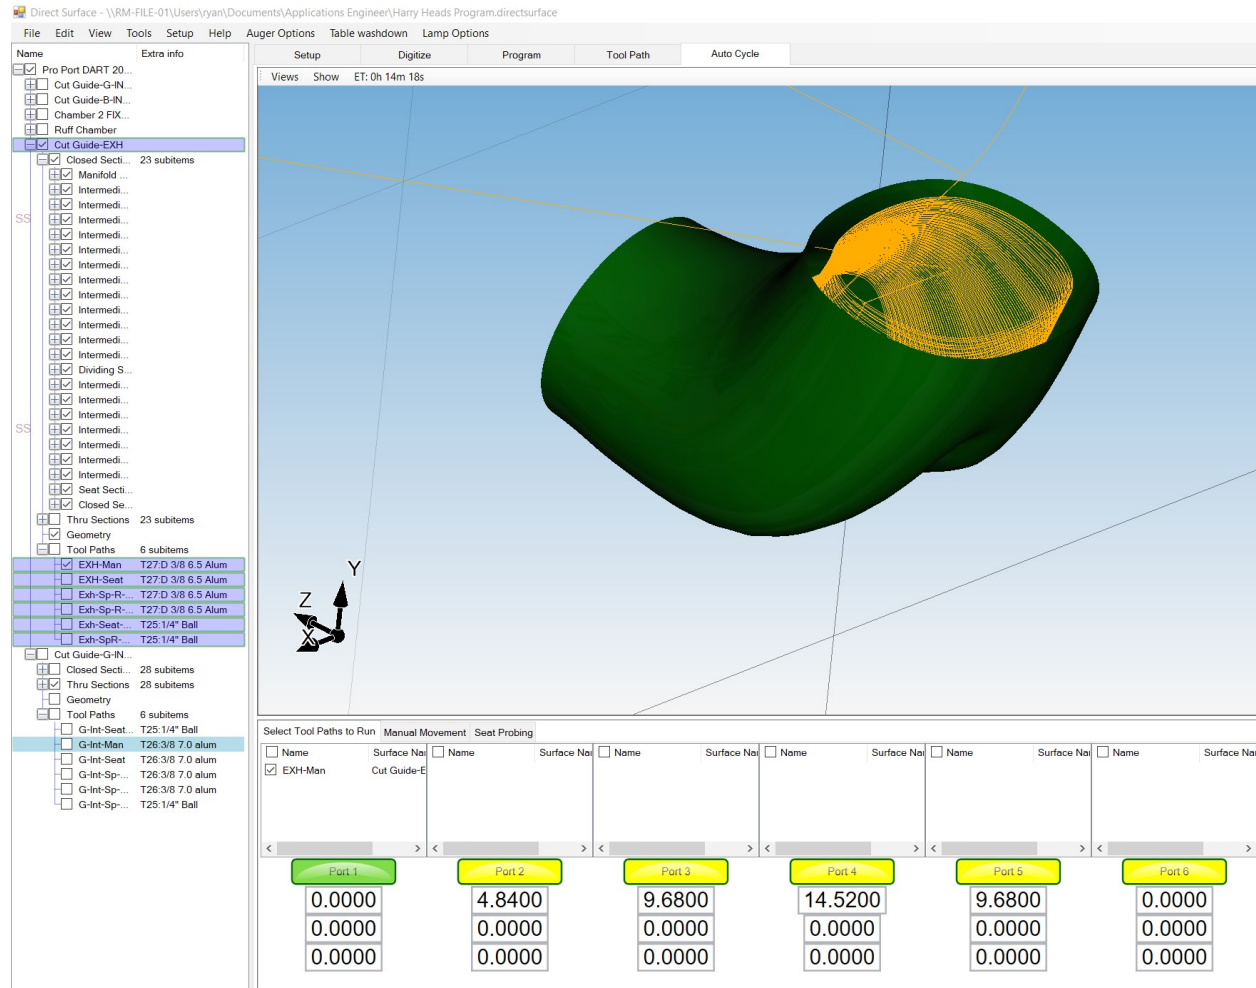 Direct Surface - \\RM-FILE-01\Users\ryan\Documents\Applications Engineer\Harry Heads Program.directsurface
File Edit View Tools Setup Help Auger Options Table washdown Lamp Options
Name Extra info
Setup Digitize Program Tool Path Auto Cycle
Views Show ET: 0h 14m 18s
Pro Port DART 20...
Cut Guide-G-IN...
Cut Guide-B-IN...
Chamber 2 FIX...
Ruff Chamber
Cut Guide-EXH
Closed Secti... 23 subitems
Manifold ...
Intermedi...
Intermedi...
SS Intermedi...
Intermedi...
Intermedi...
Intermedi...
Intermedi...
Intermedi...
Intermedi...
Intermedi...
Intermedi...
Intermedi...
Dividing S...
Intermedi...
Intermedi...
Intermedi...
SS Intermedi...
Intermedi...
Intermedi...
Intermedi...
Seat Secti...
Closed Se...
Thru Sections 23 subitems
Geometry
Tool Paths 6 subitems
EXH-Man T27:D 3/8 6.5 Alum
EXH-Seat T27:D 3/8 6.5 Alum
Exh-Sp-R-... T27:D 3/8 6.5 Alum
Exh-Sp-R-... T27:D 3/8 6.5 Alum
Exh-Seat-... T25:1/4" Ball
Exh-SpR-... T25:1/4" Ball
Cut Guide-G-IN...
Closed Secti... 28 subitems
Thru Sections 28 subitems
Geometry
Tool Paths 6 subitems
G-Int-Seat... T25:1/4" Ball
G-Int-Man T26:3/8 7.0 alum
G-Int-Seat T26:3/8 7.0 alum
G-Int-Sp-... T26:3/8 7.0 alum
G-Int-Sp-... T26:3/8 7.0 alum
G-Int-Sp-... T25:1/4" Ball
Y
Z
X
Select Tool Paths to Run Manual Movement Seat Probing
Name Surface Nar Name Surface Nar Name Surface Nar Name Surface Nar Name Surface Nar Name Surface Nar
EXH-Man Cut Guide-E
Port 1 Port 2 Port 3 Port 4 Port 5 Port 6
0.0000 4.8400 9.6800 14.5200 9.6800 0.0000
0.0000 0.0000 0.0000 0.0000 0.0000 0.0000
0.0000 0.0000 0.0000 0.0000 0.0000 0.0000